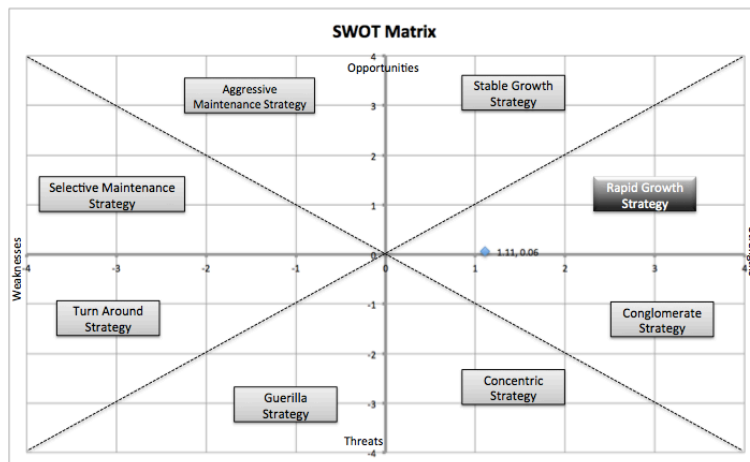 SWOT Matrix
4
Opportunities
Aggressive
Maintenance Strategy
Stable Growth
Strategy
3
2
Selective Maintenance
Strategy
1
Rapid Growth
Strategy
Weaknesses
0
1.11, 0.06
-4 -3 -2 -1 0 1 2 3 4
Strengths
-1
Turn Around
Strategy
Conglomerate
Strategy
-2
Concentric
Strategy
Guerilla
Strategy
-3
Threats
-4